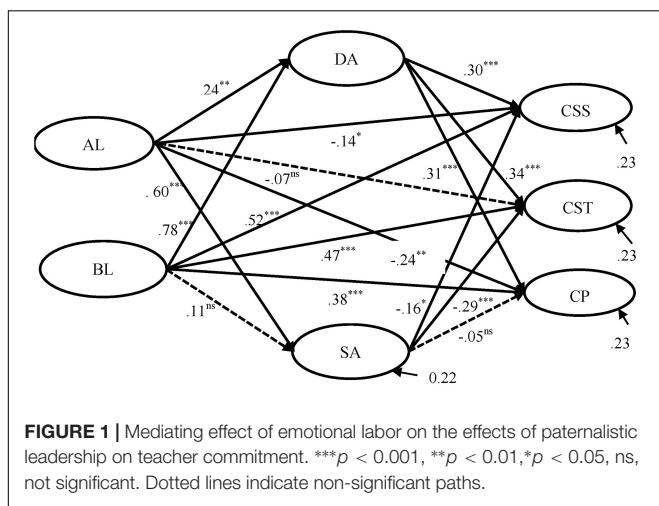 DA
.30***
.24**
CSS
AL
-.14*
.23
-.07ns
.31***
.34***
.60***
CST
.78***
.52***
.23
.47***
-.24**
BL
CP
.38***
.11ns
-.16*
-.29***
-.05ns
SA
.23
0.22
FIGURE 1 | Mediating effect of emotional labor on the effects of paternalistic
leadership on teacher commitment. ***p < 0.001, **p < 0.01,*p < 0.05, ns,
not significant. Dotted lines indicate non-significant paths.